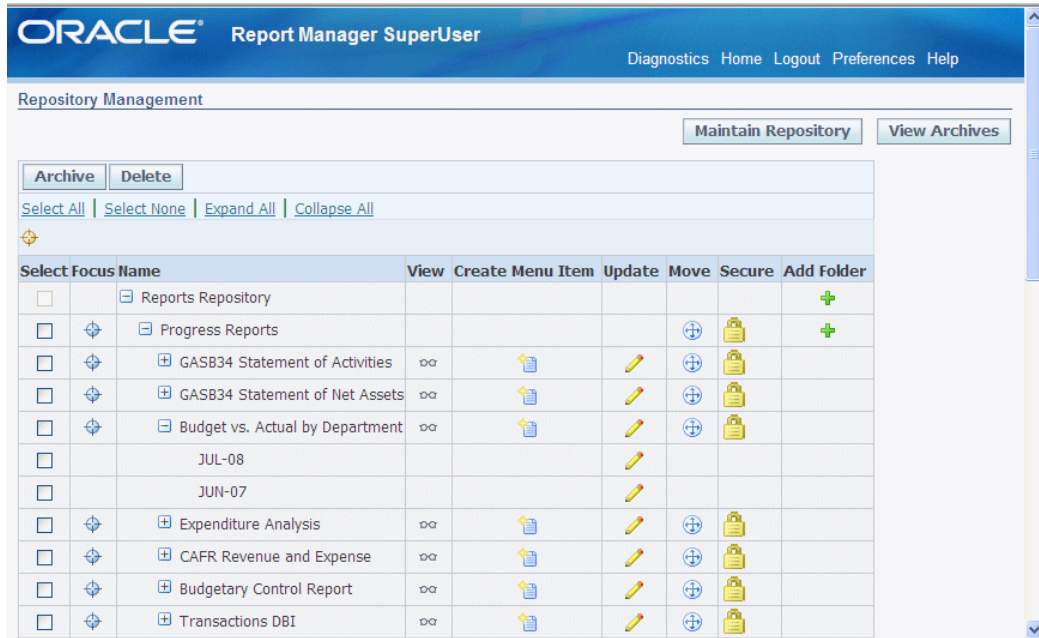 ORACLE® Report Manager SuperUser
Diagnostics Home Logout Preferences Help
Repository Management
Maintain Repository View Archives
Archive Delete
Select All | Select None | Expand All | Collapse All
Select Focus Name View Create Menu Item Update Move Secure Add Folder
Reports Repository
Progress Reports
GASB34 Statement of Activities
GASB34 Statement of Net Assets
Budget vs. Actual by Department
JUL-08
JUN-07
Expenditure Analysis
CAFR Revenue and Expense
Budgetary Control Report
Transactions DBI